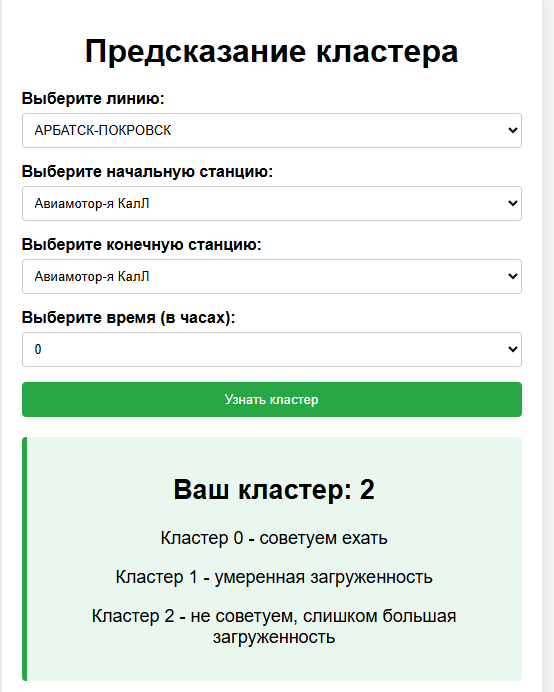 Предсказание кластера
Выберите линию:
АРБАТСК-ПОКРОВСК
Выберите начальную станцию:
Авиамотор-я КалЛ
Выберите конечную станцию:
Авиамотор-я КалЛ
Выберите время (в часах):
0
Узнать кластер
Ваш кластер: 2
Кластер 0 - советуем ехать
Кластер 1 - умеренная загруженность
Кластер 2 - не советуем, слишком большая
загруженность